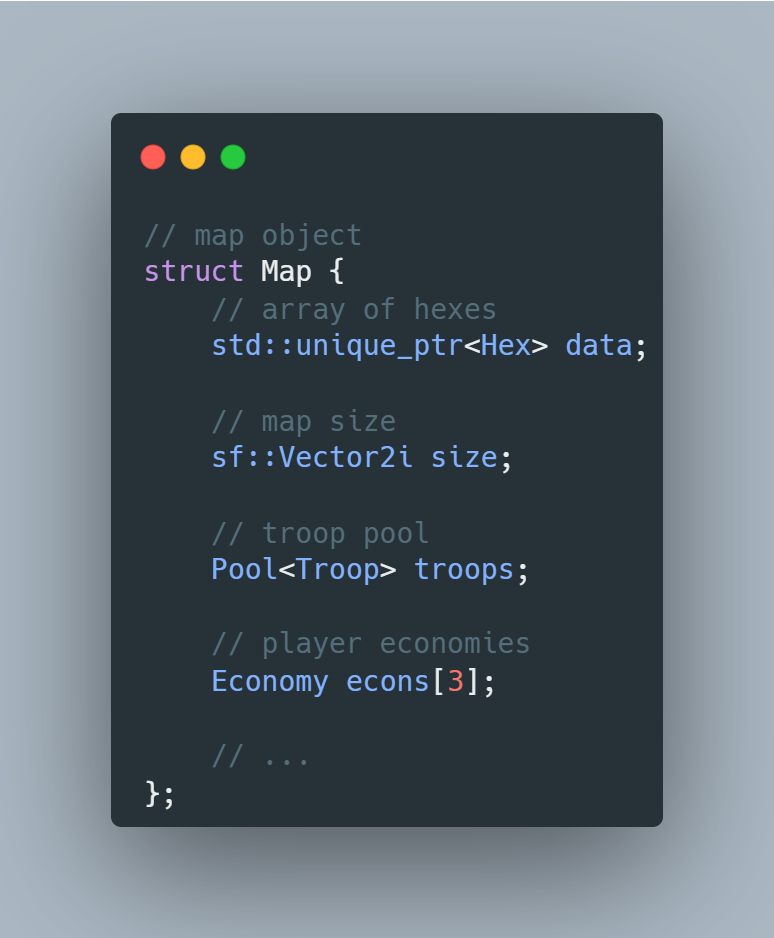 // map object
struct Map {
    // array of hexes
    std::unique_ptr<Hex> data;

    // map size
    sf::Vector2i size;

    // troop pool
    Pool<Troop> troops;

    // player economies
    Economy econs[3];

    // ...
};